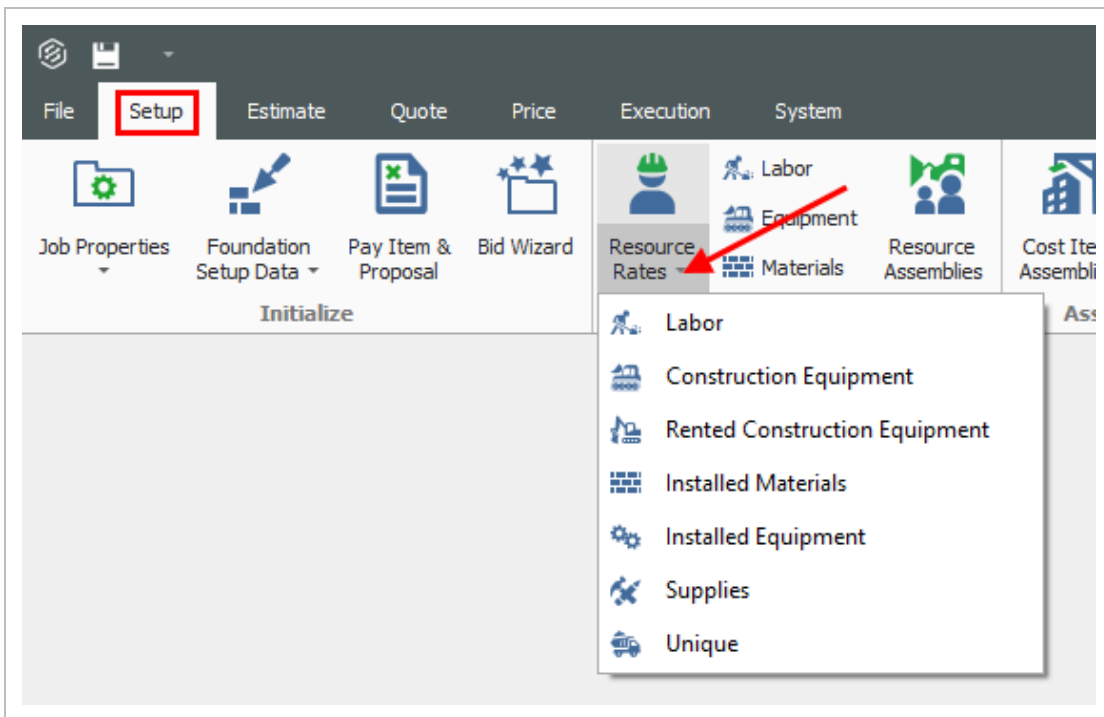 File Setup Estimate Quote Price Execution System
Job Properties
Foundation
Setup Data
Pay Item &
Proposal
Bid Wizard
Initialize
Resource
Rates
Labor
Equipment
Materials
Resource
Assemblies
Cost Ite
Assembli
Ass
Labor
Construction Equipment
Rented Construction Equipment
Installed Materials
Installed Equipment
Supplies
Unique